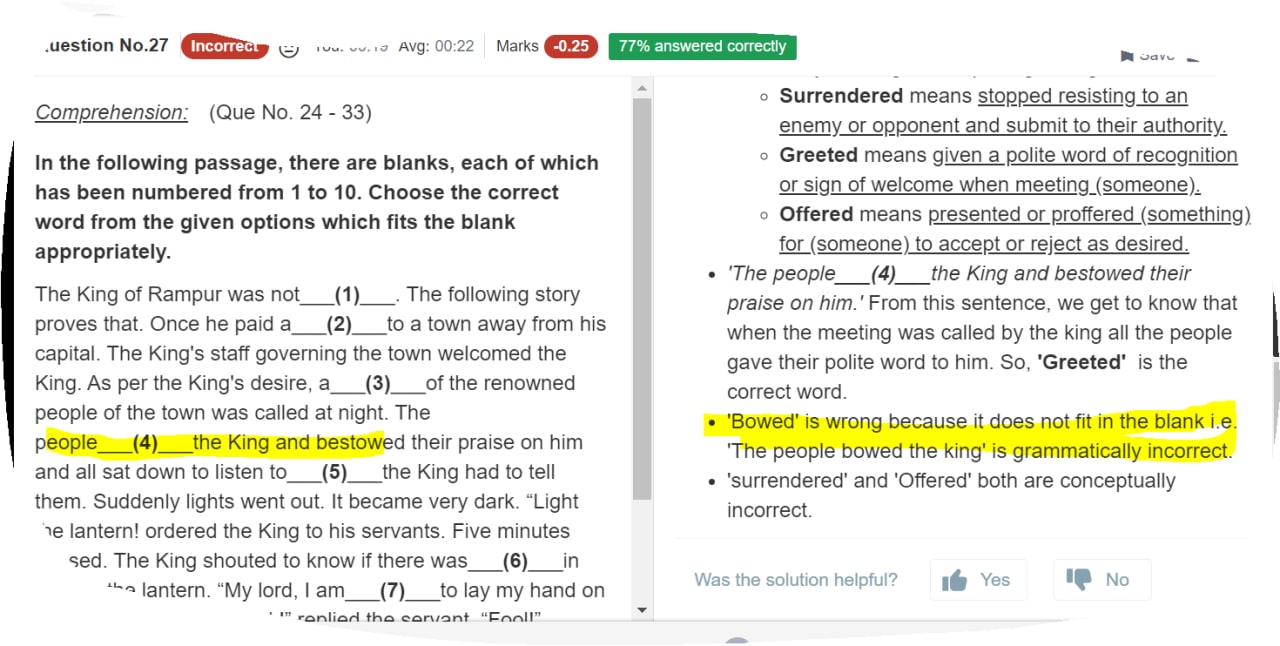 uestion No.27 Incorrect Avg: 00:22 Marks -0.25 77% answered correctly
Save
Comprehension: (Que No. 24 - 33)
In the following passage, there are blanks, each of which
has been numbered from 1 to 10. Choose the correct
word from the given options which fits the blank
appropriately.
The King of Rampur was not___(1)___. The following story
proves that. Once he paid a___(2)___to a town away from his
capital. The King's staff governing the town welcomed the
King. As per the King's desire, a___(3)___of the renowned
people of the town was called at night. The
people___(4)___the King and bestowed their praise on him
and all sat down to listen to___(5)___the King had to tell
them. Suddenly lights went out. It became very dark. “Light
he lantern! ordered the King to his servants. Five minutes
sed. The King shouted to know if there was___(6)___in
the lantern. “My lord, I am___(7)___to lay my hand on
replied the servant. “Fool!”
Surrendered means stopped resisting to an
enemy or opponent and submit to their authority.
Greeted means given a polite word of recognition
or sign of welcome when meeting (someone).
Offered means presented or proffered (something)
for (someone) to accept or reject as desired.
'The people___(4)___the King and bestowed their
praise on him.' From this sentence, we get to know that
when the meeting was called by the king all the people
gave their polite word to him. So, 'Greeted' is the
correct word.
'Bowed' is wrong because it does not fit in the blank i.e.
'The people bowed the king' is grammatically incorrect.
'surrendered' and 'Offered' both are conceptually
incorrect.
Was the solution helpful? Yes No